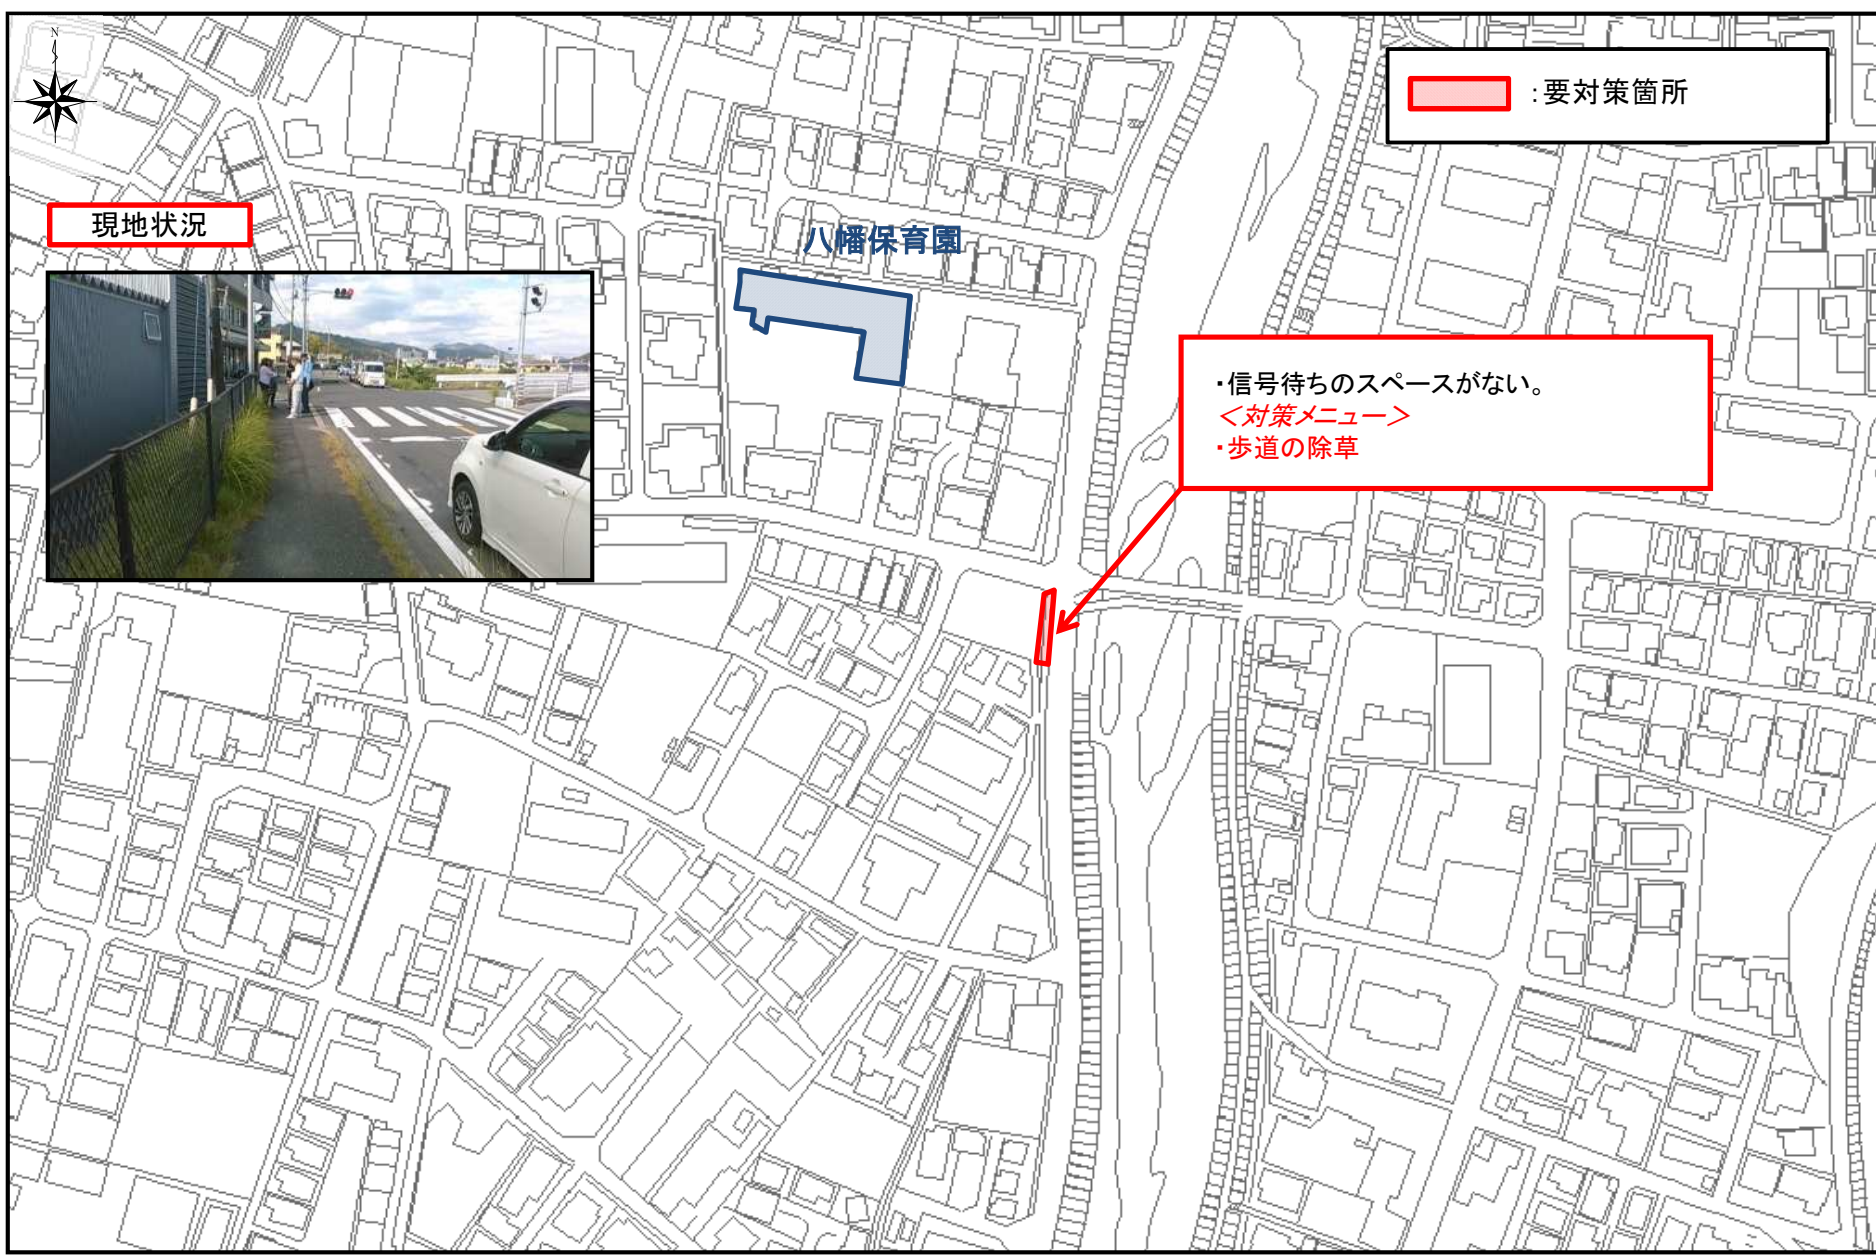 N
:要対策箇所
現地状況
八幡保育園
・信号待ちのスペースがない。
＜対策メニュー＞
・歩道の除草